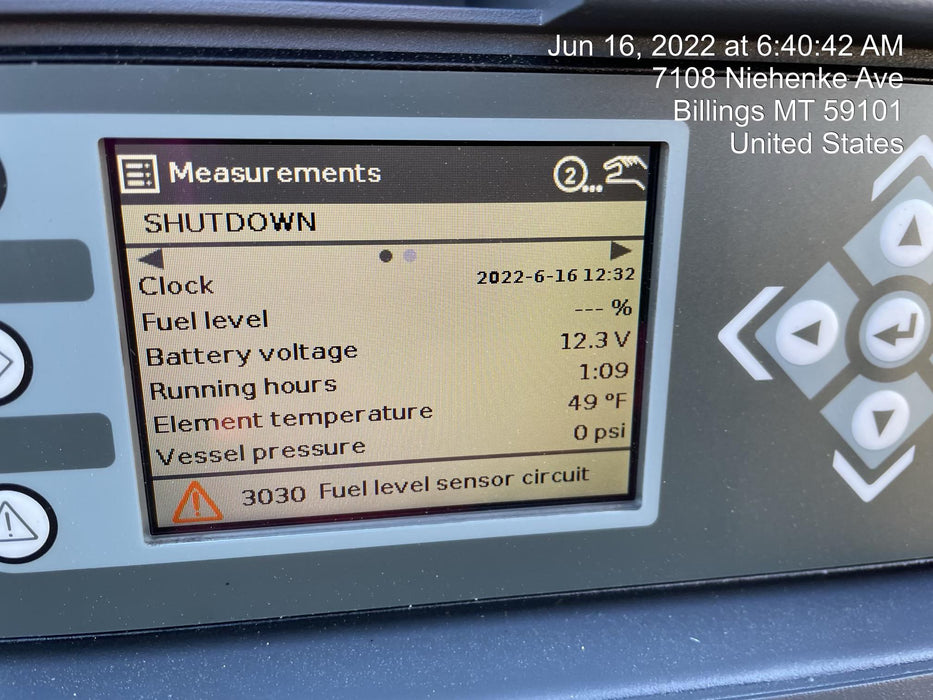 Jun 16, 2022 at 6:40:42 AM
7108 Niehenke Ave
Billings MT 59101
United States
Measurements 2...
SHUTDOWN
Clock 2022-6-16 12:32
Fuel level --- %
Battery voltage 12.3 V
Running hours 1:09
Element temperature 49 ºF
Vessel pressure 0 psi
3030 Fuel level sensor circuit